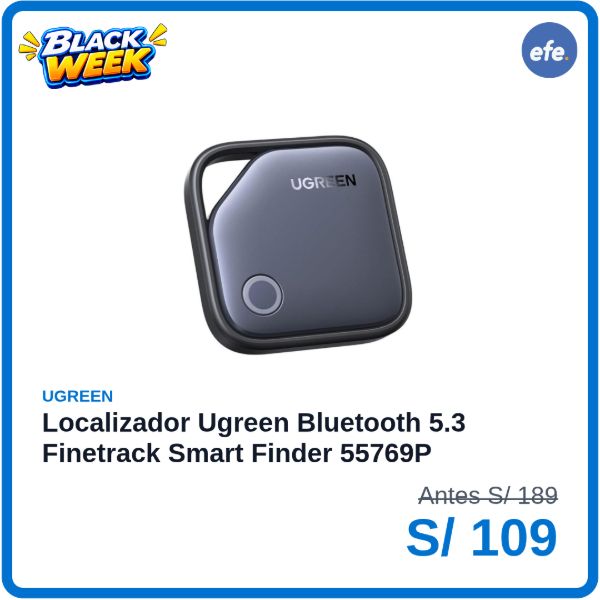 BLACK
WEEK
efe.
UGREEN
UGREEN
Localizador Ugreen Bluetooth 5.3
Finetrack Smart Finder 55769P
Antes S/ 189
S/ 109